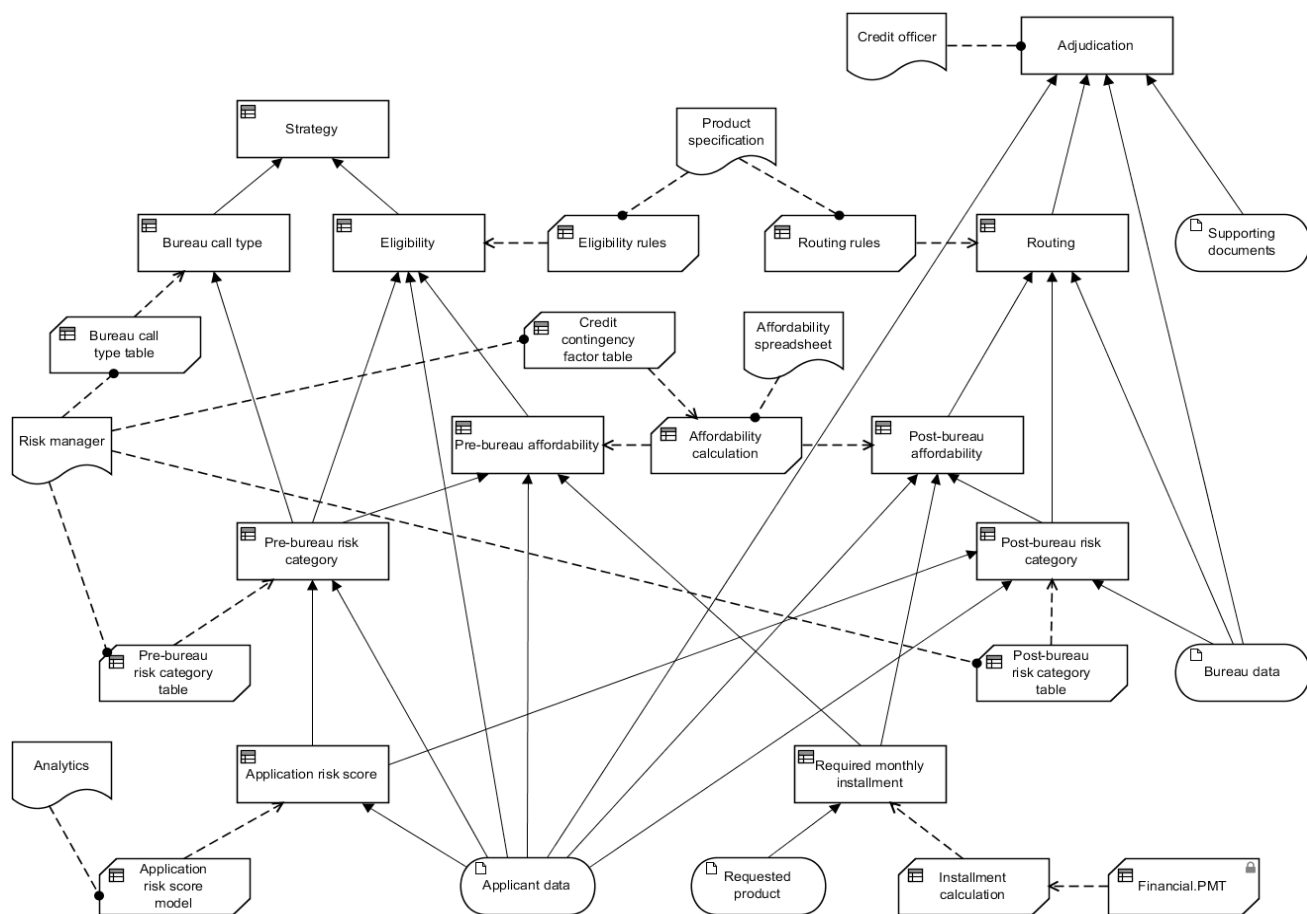 Credit officer
Adjudication
Strategy
Product
specification
Bureau call type
Eligibility
Eligibility rules
Routing rules
Routing
Supporting
documents
Bureau call
type table
Credit
contingency
factor table
Affordability
spreadsheet
Risk manager
Pre-bureau affordability
Affordability
calculation
Post-bureau
affordability
Pre-bureau risk
category
Post-bureau risk
category
Pre-bureau
risk category
table
Post-bureau
risk category
table
Bureau data
Analytics
Application risk score
Required monthly
installment
Application
risk score
model
Applicant data
Requested
product
Installment
calculation
Financial.PMT